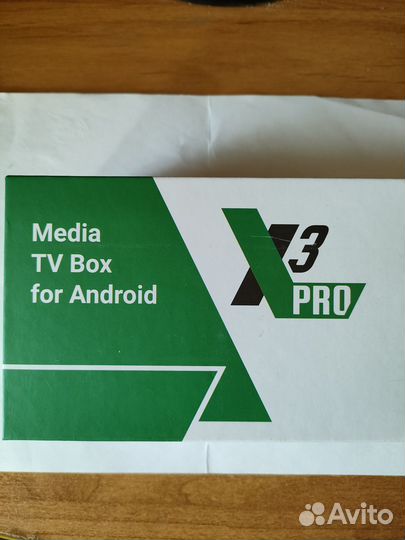 Media
TV Box
for Android
X3
PRO
Avito